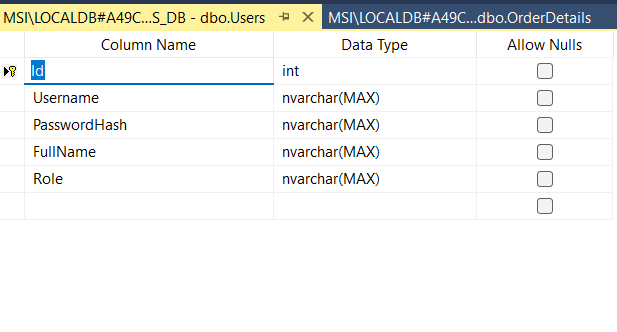 MSI\LOCALDB#A49C...S_DB - dbo.Users MSI\LOCALDB#A49C...dbo.OrderDetails
Column Name Data Type Allow Nulls
Id int
Username nvarchar(MAX)
PasswordHash nvarchar(MAX)
FullName nvarchar(MAX)
Role nvarchar(MAX)